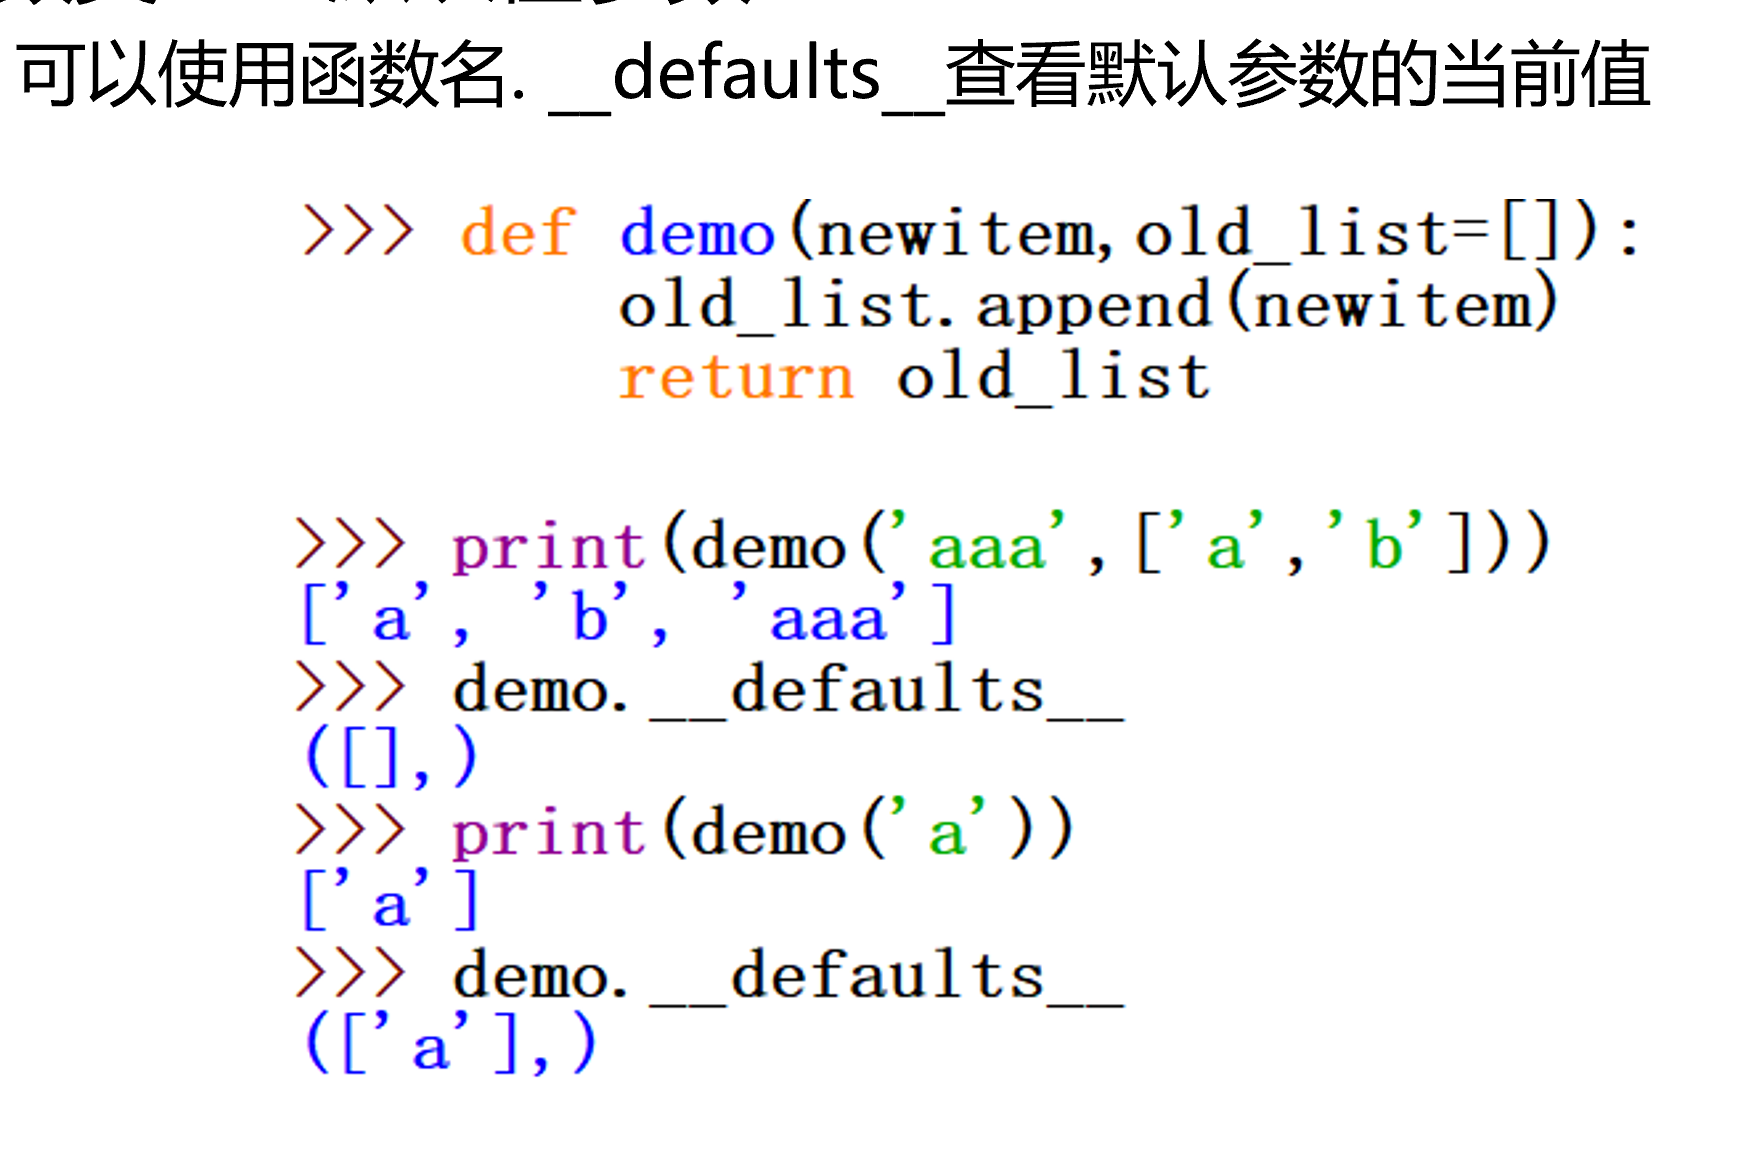 可以使用函数名. __defaults__查看默认参数的当前值
>>> def demo(newitem,old_list=[]):
old_list.append(newitem)
return old_list
>>> print(demo('aaa',['a','b']))
['a', 'b', 'aaa']
>>> demo.__defaults__
([],)
>>> print(demo('a'))
['a']
>>> demo.__defaults__
(['a'],)